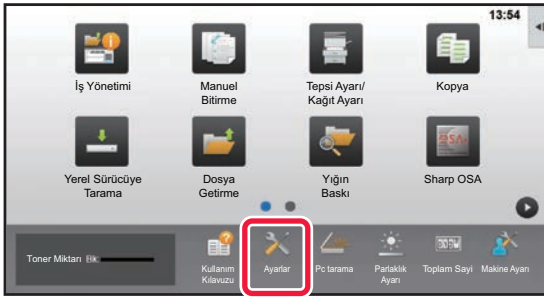 13:54
İş Yönetimi
Manuel
Bitirme
Tepsi Ayarı/
Kağıt Ayarı
Kopya
Yerel Sürücüye
Tarama
Dosya
Getirme
Yığın
Baskı
OSA
Sharp OSA
Toner Miktarı Bk
Kullanım
Kılavuzu
Ayarlar
Pc tarama
Parlaklık
Ayarı
Toplam Sayi
Makine Ayarı